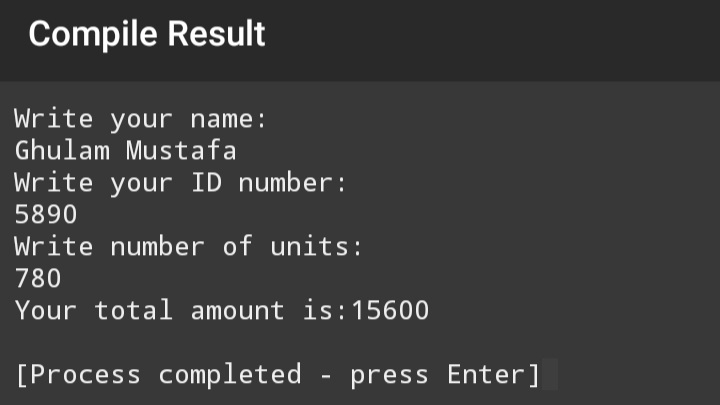 Compile Result
Write your name:
Ghulam Mustafa
Write your ID number:
5890
Write number of units:
780
Your total amount is:15600
[Process completed - press Enter]